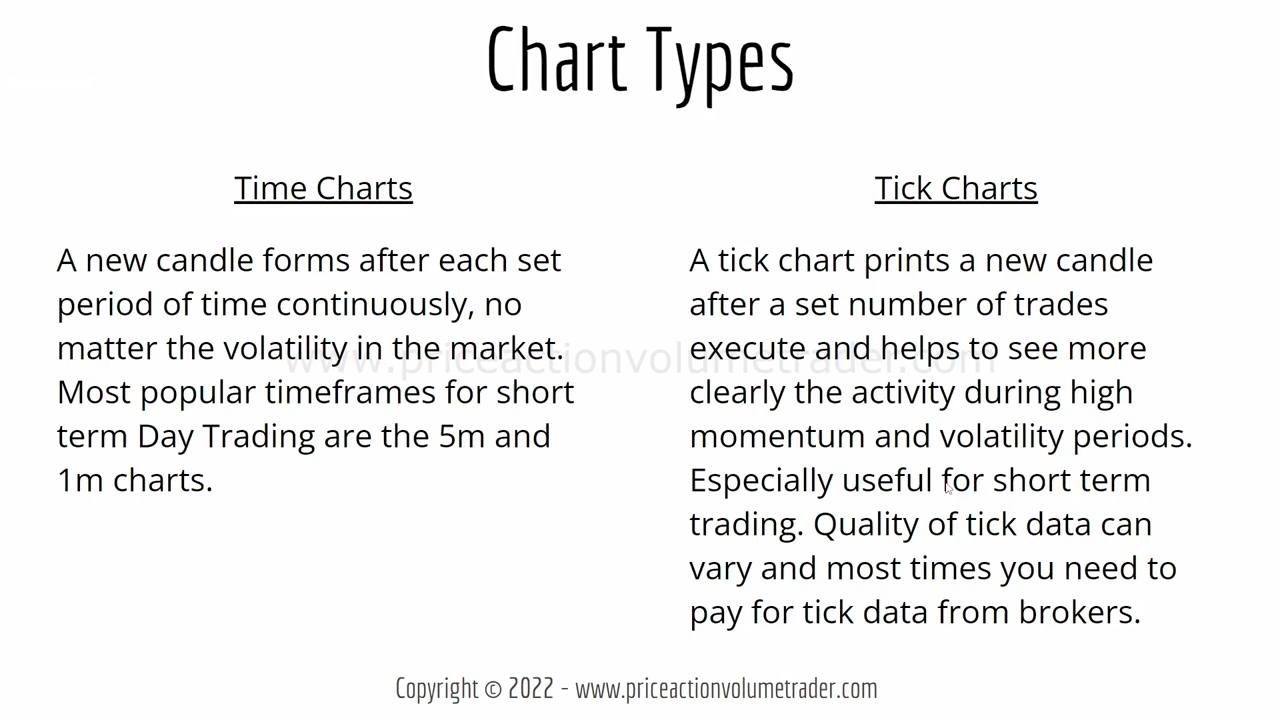 Chart Types
Time Charts
A new candle forms after each set
period of time continuously, no
matter the volatility in the market.
Most popular timeframes for short
term Day Trading are the 5m and
1m charts.
Tick Charts
A tick chart prints a new candle
after a set number of trades
execute and helps to see more
clearly the activity during high
momentum and volatility periods.
Especially useful for short term
trading. Quality of tick data can
vary and most times you need to
pay for tick data from brokers.
www.priceactionvolumetrader.com
Copyright © 2022 - www.priceactionvolumetrader.com